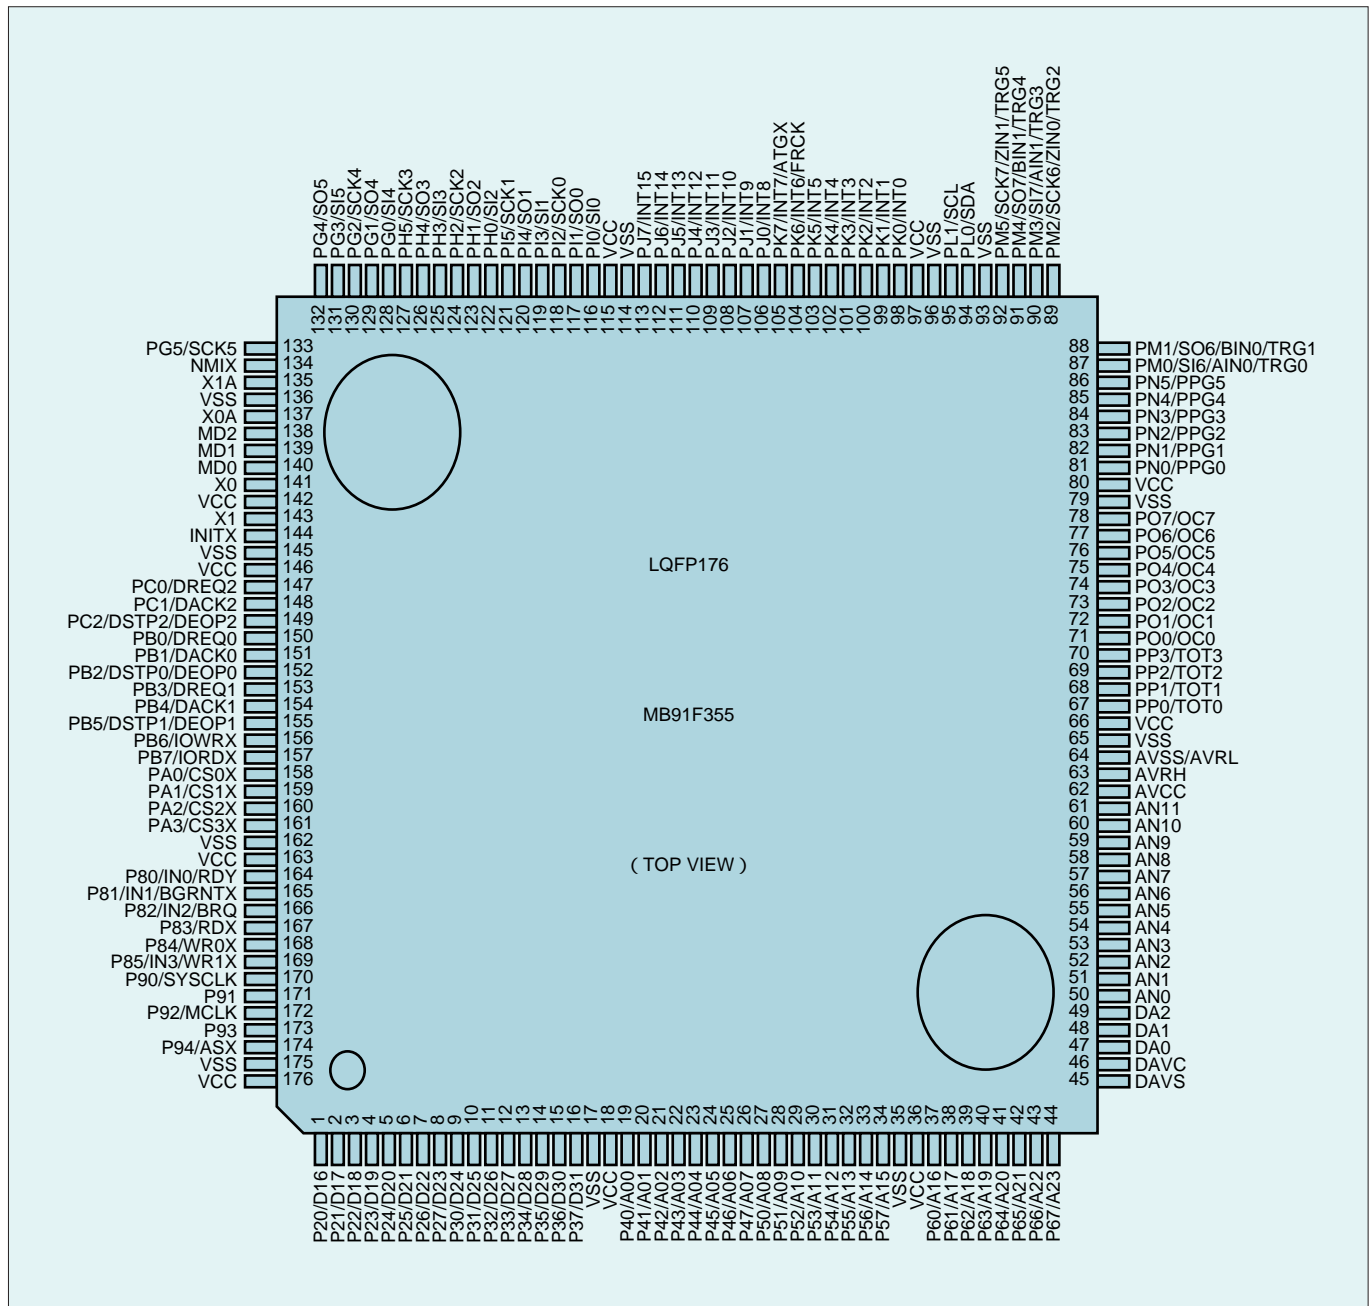 PG4/SO5
PG3/SI5
PG2/SCK4
PG1/SO4
PG0/SI4
PH5/SCK3
PH4/SO3
PH3/SI3
PH2/SCK2
PH1/SO2
PH0/SI2
PI5/SCK1
PI4/SO1
PI3/SI1
PI2/SCK0
PI1/SO0
PI0/SI0
VCC
VSS
PJ7/INT15
PJ6/INT14
PJ5/INT13
PJ4/INT12
PJ3/INT11
PJ2/INT10
PJ1/INT9
PJ0/INT8
PK7/INT7/ATGX
PK6/INT6/FRCK
PK5/INT5
PK4/INT4
PK3/INT3
PK2/INT2
PK1/INT1
PK0/INT0
VCC
VSS
PL1/SCL
PL0/SDA
VSS
PM5/SCK7/ZIN1/TRG5
PM4/SO7/BIN1/TRG4
PM3/SI7/AIN1/TRG3
PM2/SCK6/ZIN0/TRG2
132
131
130
129
128
127
126
125
124
123
122
121
120
119
118
117
116
115
114
113
112
111
110
109
108
107
106
105
104
103
102
101
100
99
98
97
96
95
94
93
92
91
90
89
PG5/SCK5 133
NMIX 134
X1A 135
VSS 136
X0A 137
MD2 138
MD1 139
MD0 140
X0 141
VCC 142
X1 143
INITX 144
VSS 145
VCC 146
PC0/DREQ2 147
PC1/DACK2 148
PC2/DSTP2/DEOP2 149
PB0/DREQ0 150
PB1/DACK0 151
PB2/DSTP0/DEOP0 152
PB3/DREQ1 153
PB4/DACK1 154
PB5/DSTP1/DEOP1 155
PB6/IOWRX 156
PB7/IORDX 157
PA0/CS0X 158
PA1/CS1X 159
PA2/CS2X 160
PA3/CS3X 161
VSS 162
VCC 163
P80/IN0/RDY 164
P81/IN1/BGRNTX 165
P82/IN2/BRQ 166
P83/RDX 167
P84/WR0X 168
P85/IN3/WR1X 169
P90/SYSCLK 170
P91 171
P92/MCLK 172
P93 173
P94/ASX 174
VSS 175
VCC 176
LQFP176
MB91F355
( TOP VIEW )
88 PM1/SO6/BIN0/TRG1
87 PM0/SI6/AIN0/TRG0
86 PN5/PPG5
85 PN4/PPG4
84 PN3/PPG3
83 PN2/PPG2
82 PN1/PPG1
81 PN0/PPG0
80 VCC
79 VSS
78 PO7/OC7
77 PO6/OC6
76 PO5/OC5
75 PO4/OC4
74 PO3/OC3
73 PO2/OC2
72 PO1/OC1
71 PO0/OC0
70 PP3/TOT3
69 PP2/TOT2
68 PP1/TOT1
67 PP0/TOT0
66 VCC
65 VSS
64 AVSS/AVRL
63 AVRH
62 AVCC
61 AN11
60 AN10
59 AN9
58 AN8
57 AN7
56 AN6
55 AN5
54 AN4
53 AN3
52 AN2
51 AN1
50 AN0
49 DA2
48 DA1
47 DA0
46 DAVC
45 DAVS
1
2
3
4
5
6
7
8
9
10
11
12
13
14
15
16
17
18
19
20
21
22
23
24
25
26
27
28
29
30
31
32
33
34
35
36
37
38
39
40
41
42
43
44
P20/D16
P21/D17
P22/D18
P23/D19
P24/D20
P25/D21
P26/D22
P27/D23
P30/D24
P31/D25
P32/D26
P33/D27
P34/D28
P35/D29
P36/D30
P37/D31
VSS
VCC
P40/A00
P41/A01
P42/A02
P43/A03
P44/A04
P45/A05
P46/A06
P47/A07
P50/A08
P51/A09
P52/A10
P53/A11
P54/A12
P55/A13
P56/A14
P57/A15
VSS
VCC
P60/A16
P61/A17
P62/A18
P63/A19
P64/A20
P65/A21
P66/A22
P67/A23